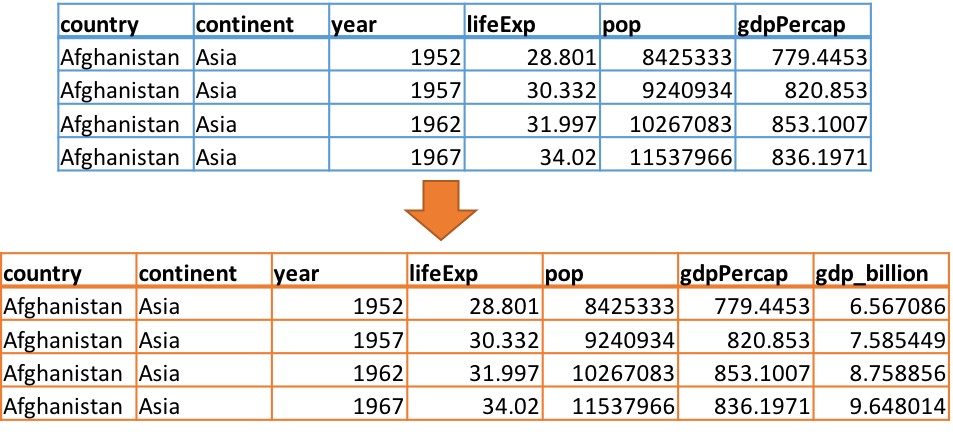 country continent year lifeExp pop gdpPercap
Afghanistan Asia 1952 28.801 8425333 779.4453
Afghanistan Asia 1957 30.332 9240934 820.853
Afghanistan Asia 1962 31.997 10267083 853.1007
Afghanistan Asia 1967 34.02 11537966 836.1971
country continent year lifeExp pop gdpPercap gdp_billion
Afghanistan Asia 1952 28.801 8425333 779.4453 6.567086
Afghanistan Asia 1957 30.332 9240934 820.853 7.585449
Afghanistan Asia 1962 31.997 10267083 853.1007 8.758856
Afghanistan Asia 1967 34.02 11537966 836.1971 9.648014